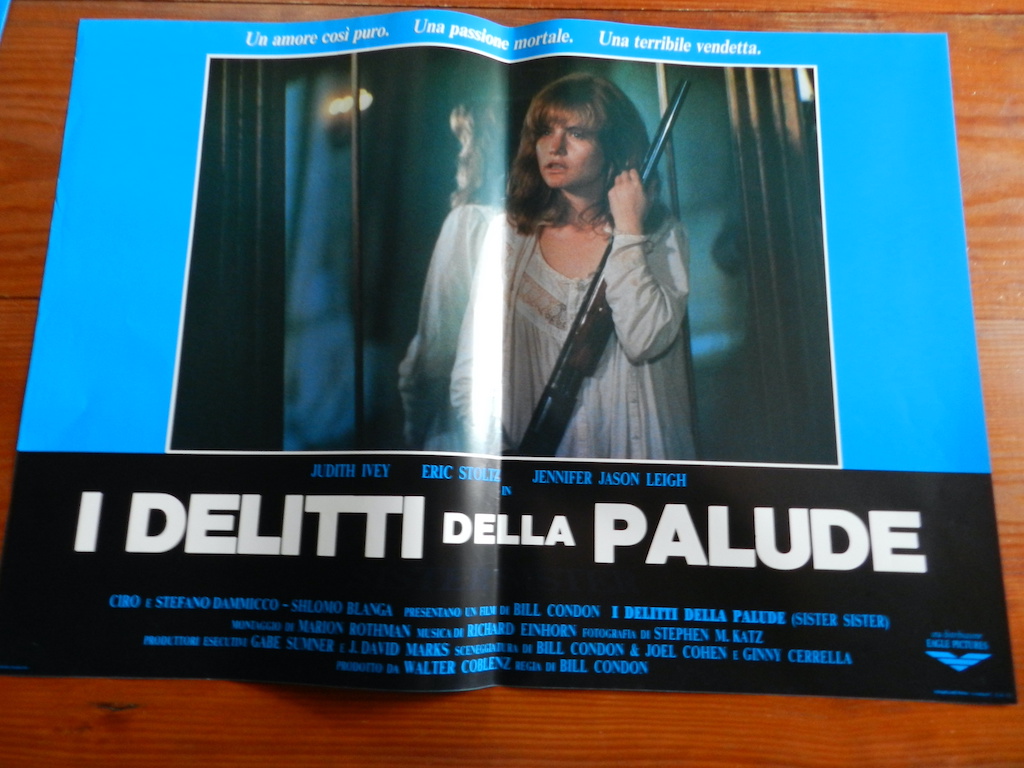 Un amore così puro. Una passione mortale. Una terribile vendetta.
JUDITH IVEY ERIC STOLTZ JENNIFER JASON LEIGH
IN
I DELITTI DELLA PALUDE
CIRO E STEFANO DAMMICCO - SHLOMO BLANGA PRESENTANO UN FILM DI BILL CONDON I DELITTI DELLA PALUDE (SISTER SISTER)
MONTAGGIO DI MARION ROTHMAN MUSICA DI RICHARD EINHORN FOTOGRAFIA DI STEPHEN M. KATZ
PRODUTTORI ESECUTIVI GABE SUMNER E J. DAVID MARKS SCENEGGIATURA DI BILL CONDON & JOEL COHEN E GINNY CERRELLA
PRODOTTO DA WALTER COBLENZ REGIA DI BILL CONDON
EAGLE PICTURES